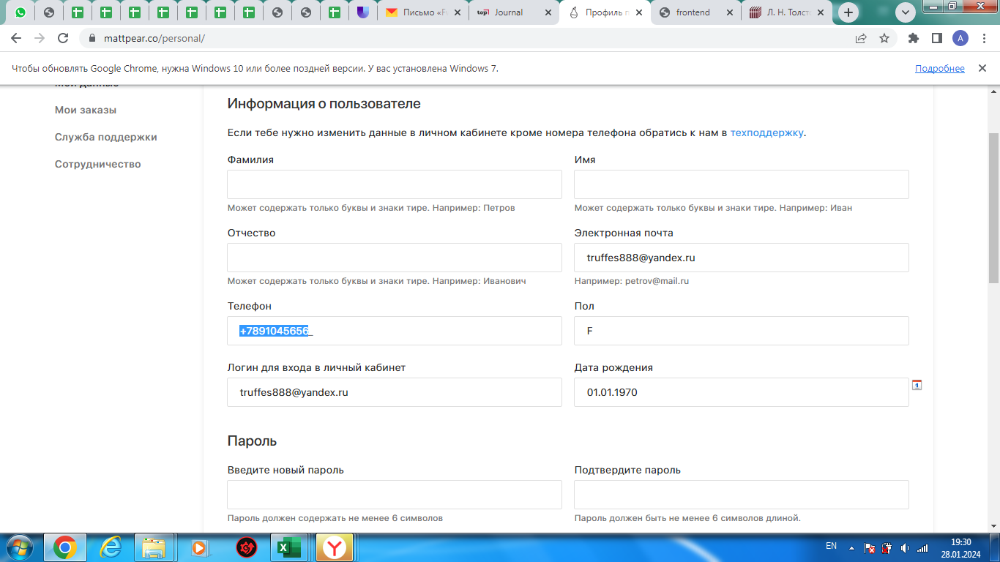 Письмо «F
top1 Journal
Профиль п
frontend
Л. Н. Толст
mattpear.co/personal/
A
Чтобы обновлять Google Chrome, нужна Windows 10 или более поздней версии. У вас установлена Windows 7.
Подробнее
Мои данные
Мои заказы
Служба поддержки
Сотрудничество
Информация о пользователе
Если тебе нужно изменить данные в личном кабинете кроме номера телефона обратись к нам в техподдержку.
Фамилия
Имя
Может содержать только буквы и знаки тире. Например: Петров
Может содержать только буквы и знаки тире. Например: Иван
Отчество
Электронная почта
truffes888@yandex.ru
Может содержать только буквы и знаки тире. Например: Иванович
Например: petrov@mail.ru
Телефон
Пол
+7891045656_
F
Логин для входа в личный кабинет
Дата рождения
truffes888@yandex.ru
01.01.1970
1
Пароль
Введите новый пароль
Подтвердите пароль
Пароль должен содержать не менее 6 символов
Пароль должен быть не менее 6 символов длиной.
EN
19:30
28.01.2024